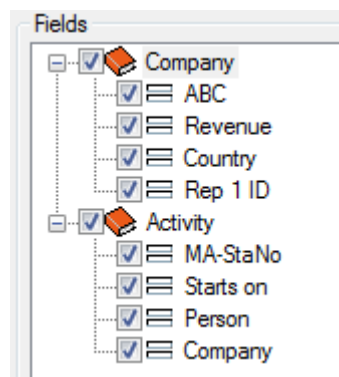 Fields
Company
ABC
Revenue
Country
Rep 1 ID
Activity
MA-StaNo
Starts on
Person
Company